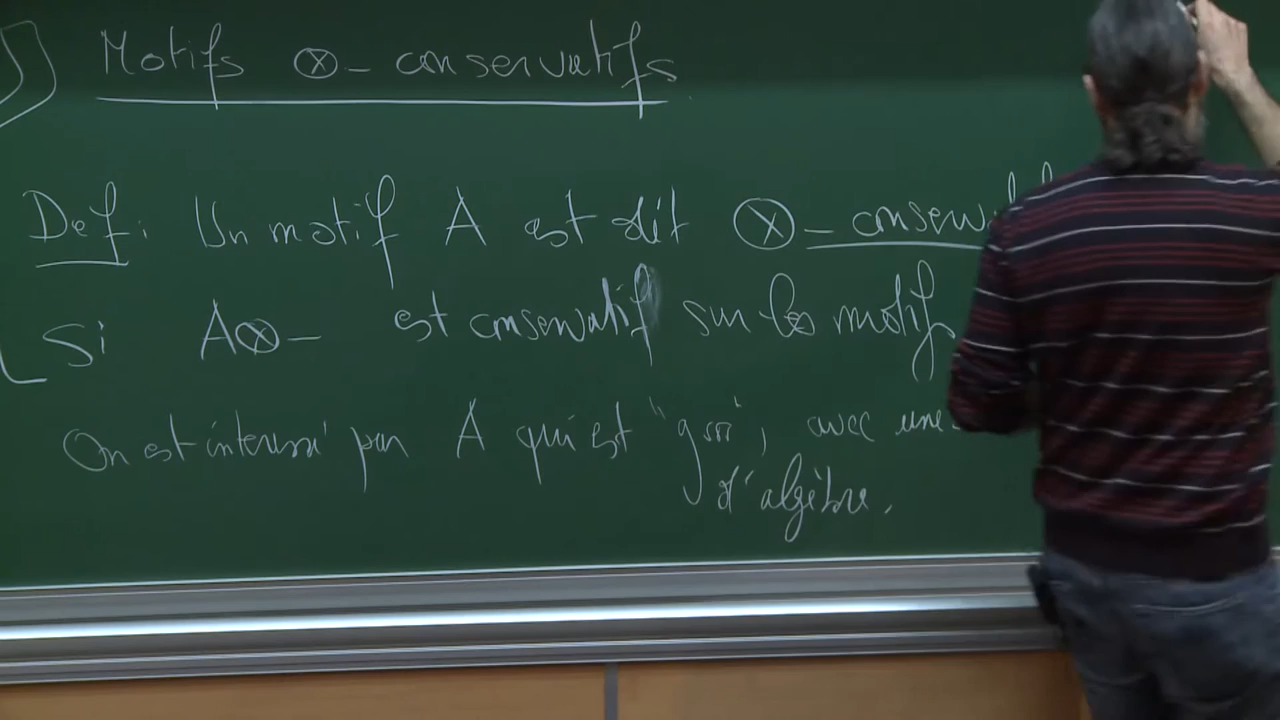 Motifs ⊗ - conservatifs
Def: Un motif A est dit ⊗ - conserv
Si A⊗- est conservatif sur les motifs
On est intéressé par A qui est "gros", avec une
d'algèbre.